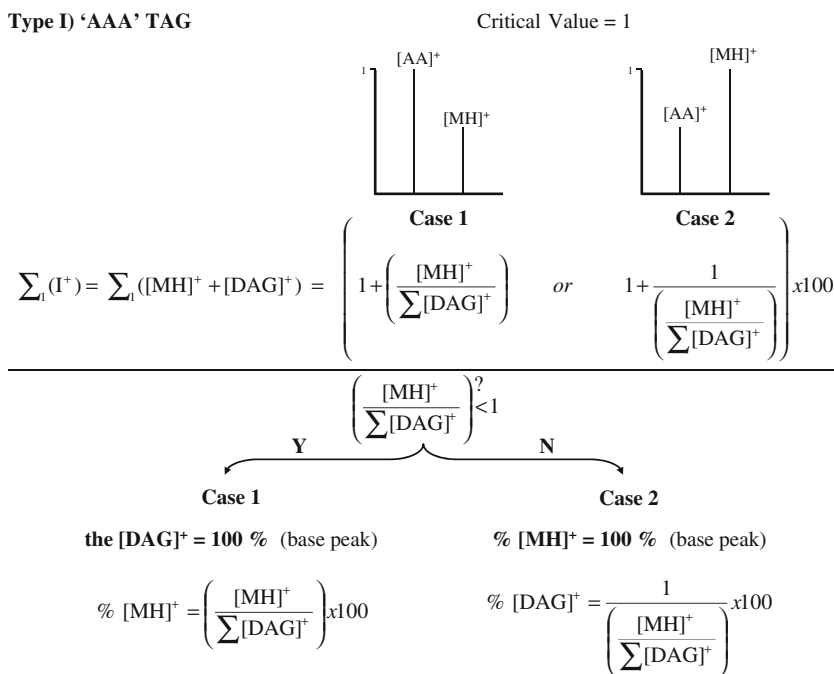 Type I) ‘AAA’ TAG Critical Value = 1
1 [AA]⁺ [MH]⁺
1 [AA]⁺ [MH]⁺
Case 1 Case 2
∑₁(I⁺) = ∑₁([MH]⁺ + [DAG]⁺) = ( 1 + ( [MH]⁺ / ∑[DAG]⁺ ) or 1 + 1 / ( [MH]⁺ / ∑[DAG]⁺ ) ) x100
( [MH]⁺ / ∑[DAG]⁺ ) ?< 1
Y N
Case 1 Case 2
the [DAG]⁺ = 100 % (base peak) % [MH]⁺ = 100 % (base peak)
% [MH]⁺ = ( [MH]⁺ / ∑[DAG]⁺ ) x100 % [DAG]⁺ = 1 / ( [MH]⁺ / ∑[DAG]⁺ ) x100